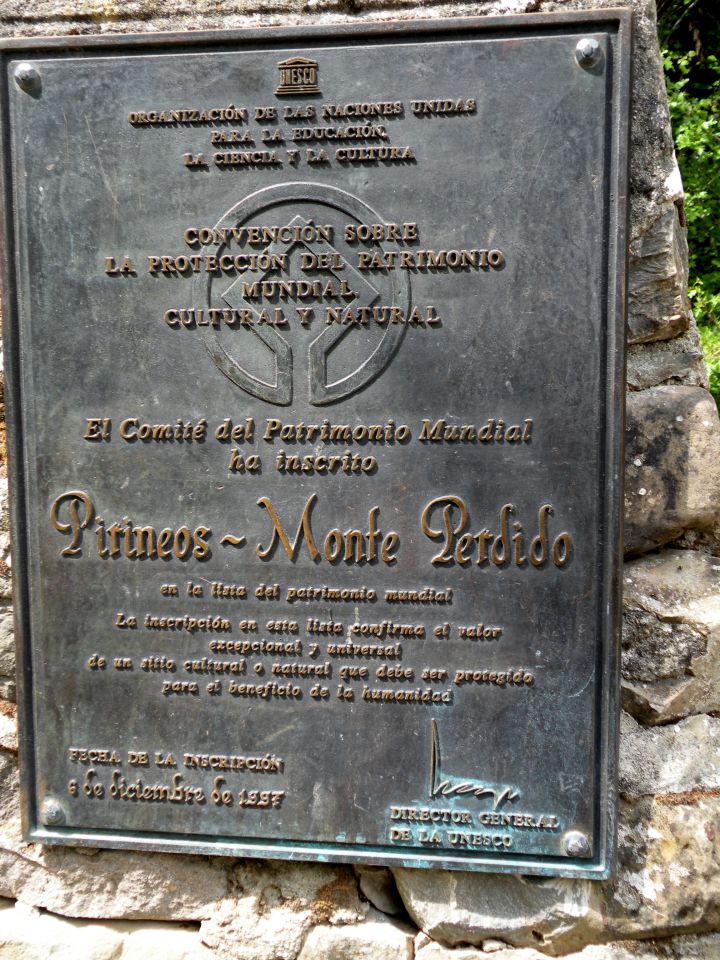 UNESCO
ORGANIZACIÓN DE LAS NACIONES UNIDAS
PARA LA EDUCACIÓN,
LA CIENCIA Y LA CULTURA
CONVENCIÓN SOBRE
LA PROTECCIÓN DEL PATRIMONIO
MUNDIAL,
CULTURAL Y NATURAL
El Comité del Patrimonio Mundial
ha inscrito
Pirineos ~ Monte Perdido
en la lista del patrimonio mundial
La inscripción en esta lista confirma el valor
excepcional y universal
de un sitio cultural o natural que debe ser protegido
para el beneficio de la humanidad
FECHA DE LA INSCRIPCIÓN
6 de diciembre de 1997
DIRECTOR GENERAL
DE LA UNESCO